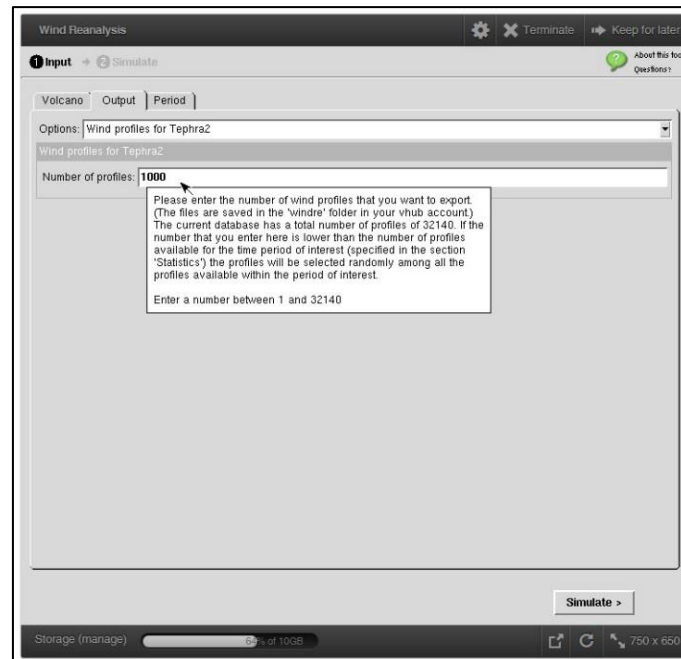 Wind Reanalysis
Terminate
Keep for later
1 Input
2 Simulate
About this too
Questions?
Volcano
Output
Period
Options: Wind profiles for Tephra2
Wind profiles for Tephra2
Number of profiles: 1000
Please enter the number of wind profiles that you want to export.
(The files are saved in the 'windre' folder in your vhub account.)
The current database has a total number of profiles of 32140. If the
number that you enter here is lower than the number of profiles
available for the time period of interest (specified in the section
'Statistics') the profiles will be selected randomly among all the
profiles available within the period of interest.
Enter a number between 1 and 32140
Simulate >
Storage (manage)
64% of 10GB
750 x 650